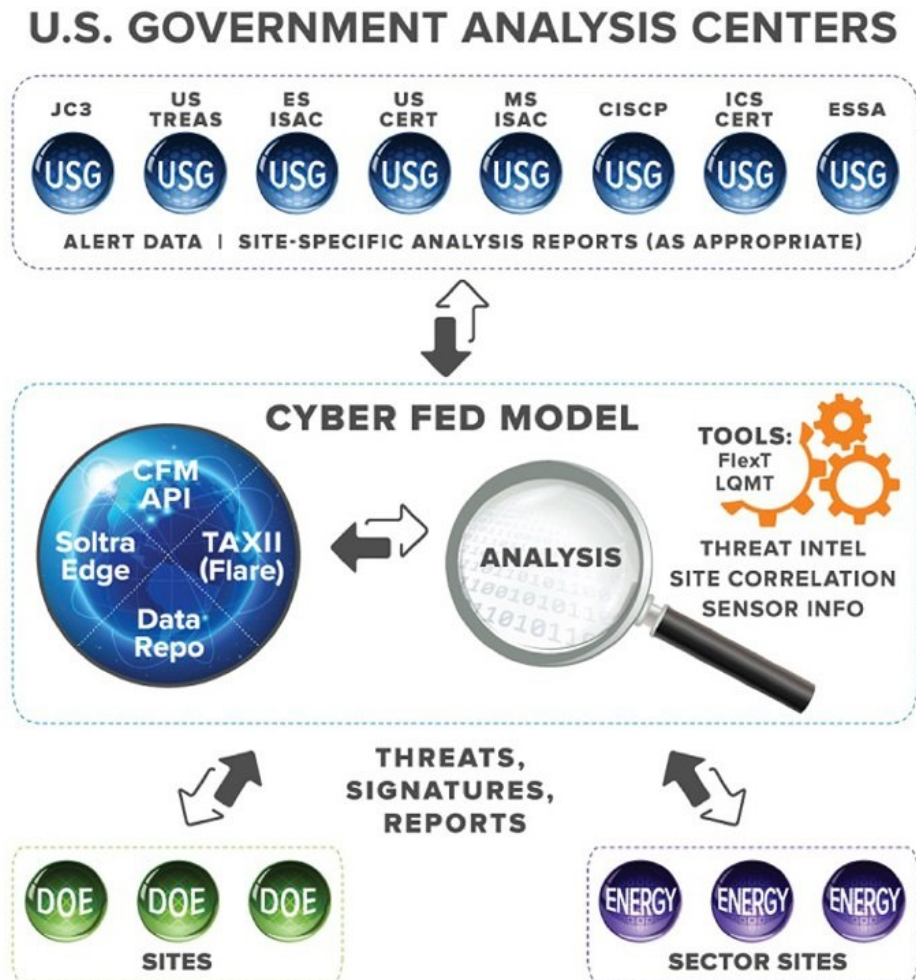 U.S. GOVERNMENT ANALYSIS CENTERS
JC3
US
TREAS
ES
ISAC
US
CERT
MS
ISAC
CISCP
ICS
CERT
ESSA
USG
USG
USG
USG
USG
USG
USG
USG
ALERT DATA | SITE-SPECIFIC ANALYSIS REPORTS (AS APPROPRIATE)
CYBER FED MODEL
CFM
API
Soltra
Edge
TAXII
(Flare)
Data
Repo
ANALYSIS
TOOLS:
FlexT
LQMT
THREAT INTEL
SITE CORRELATION
SENSOR INFO
THREATS,
SIGNATURES,
REPORTS
DOE
DOE
DOE
SITES
ENERGY
ENERGY
ENERGY
SECTOR SITES